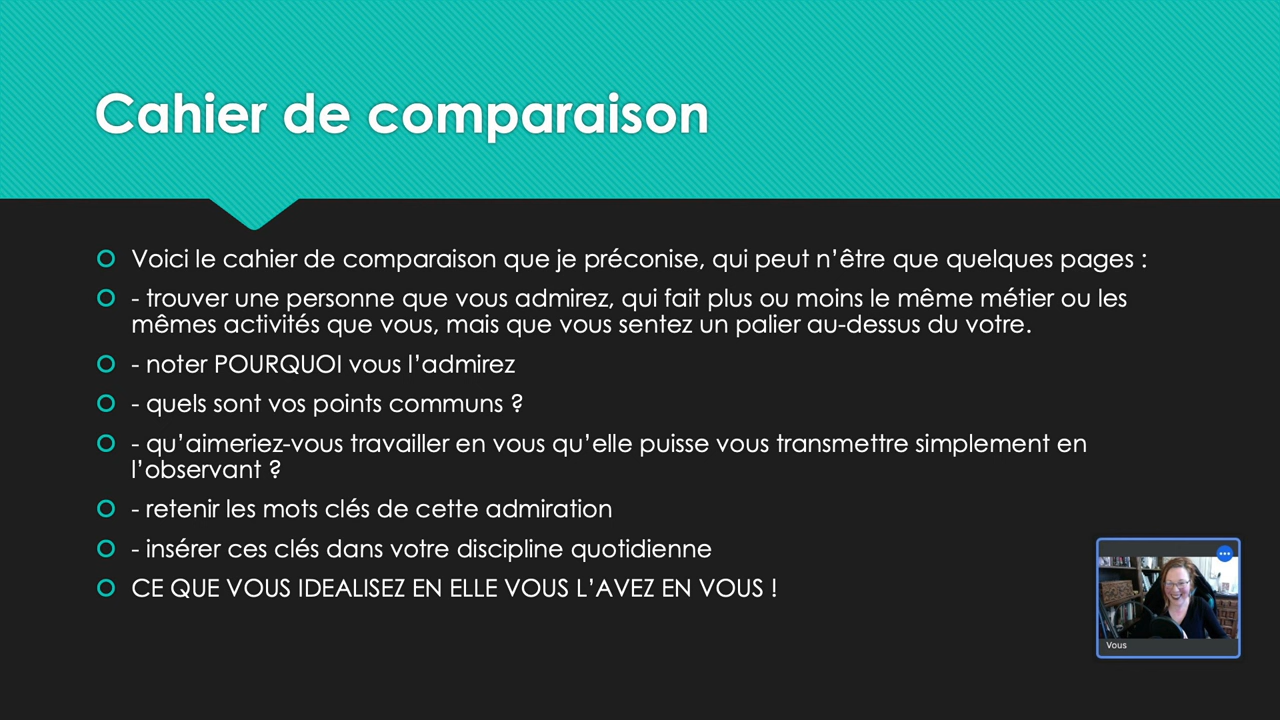 Cahier de comparaison
Voici le cahier de comparaison que je préconise, qui peut n’être que quelques pages :
- trouver une personne que vous admirez, qui fait plus ou moins le même métier ou les
mêmes activités que vous, mais que vous sentez un palier au-dessus du votre.
- noter POURQUOI vous l’admirez
- quels sont vos points communs ?
- qu’aimeriez-vous travailler en vous qu’elle puisse vous transmettre simplement en
l’observant ?
- retenir les mots clés de cette admiration
- insérer ces clés dans votre discipline quotidienne
CE QUE VOUS IDEALISEZ EN ELLE VOUS L’AVEZ EN VOUS !
Vous